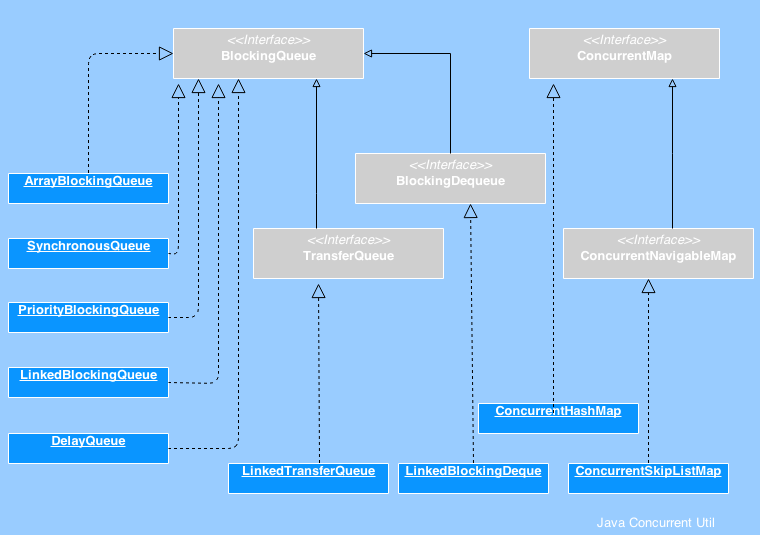 <<Interface>>
BlockingQueue
<<Interface>>
ConcurrentMap
<<Interface>>
BlockingDequeue
ArrayBlockingQueue
SynchronousQueue
<<Interface>>
TransferQueue
<<Interface>>
ConcurrentNavigableMap
PriorityBlockingQueue
LinkedBlockingQueue
ConcurrentHashMap
DelayQueue
LinkedTransferQueue
LinkedBlockingDeque
ConcurrentSkipListMap
Java Concurrent Util